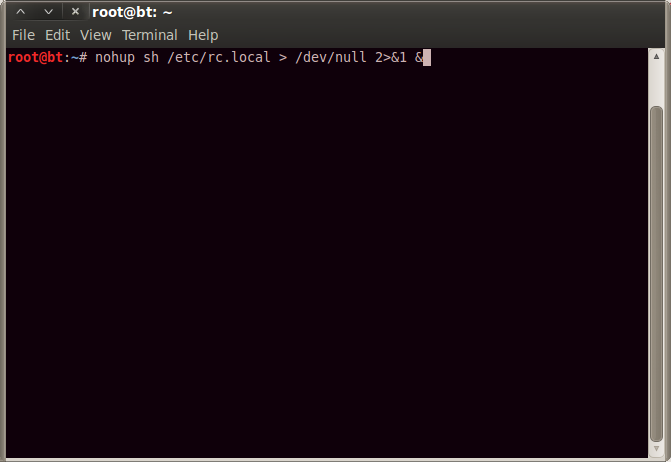 root@bt: ~
File Edit View Terminal Help
root@bt:~# nohup sh /etc/rc.local > /dev/null 2>&1 &